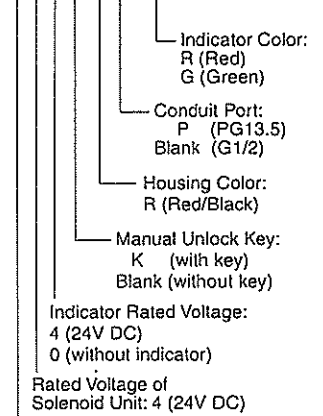 Indicator Color:
R (Red)
G (Green)
Conduit Port:
P (PG13.5)
Blank (G1/2)
Housing Color:
R (Red/Black)
Manual Unlock Key:
K (with key)
Blank (without key)
Indicator Rated Voltage:
4 (24V DC)
0 (without indicator)
Rated Voltage of
Solenoid Unit: 4 (24V DC)